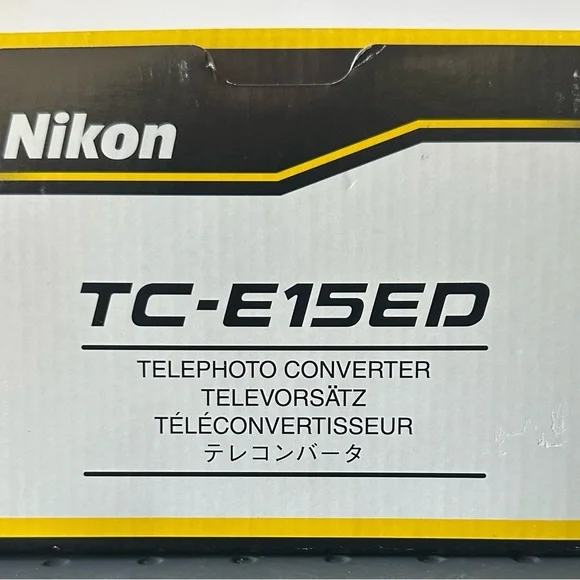 Nikon
TC-E15ED
TELEPHOTO CONVERTER
TELEVORSÄTZ
TÉLÉCONVERTISSEUR
テレコンバータ